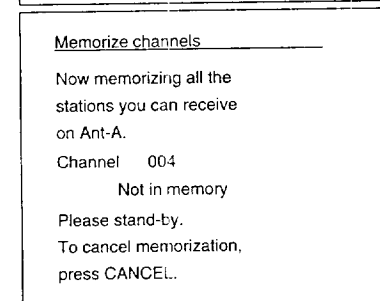 Memorize channels
Now memorizing all the
stations you can receive
on Ant-A.
Channel 004
Not in memory
Please stand-by.
To cancel memorization,
press CANCEL.